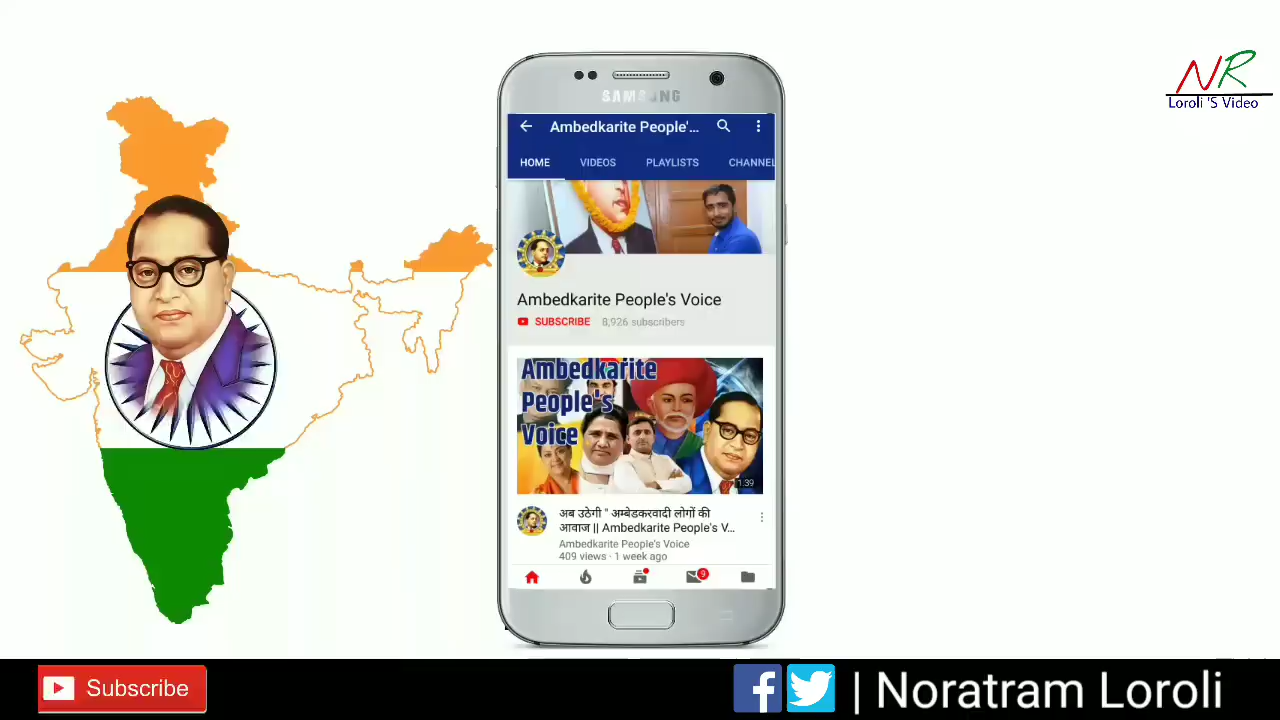 NR
Loroli 'S Video
SAMSUNG
Ambedkarite People'...
HOME VIDEOS PLAYLISTS CHANNEL
Ambedkarite People's Voice
SUBSCRIBE 8,926 subscribers
Ambedkarite
People's
Voice
1:39
अब उठेगी " अम्बेडकरवादी लोगों की
आवाज || Ambedkarite People's V...
Ambedkarite People's Voice
409 views · 1 week ago
9
Subscribe
| Noratram Loroli